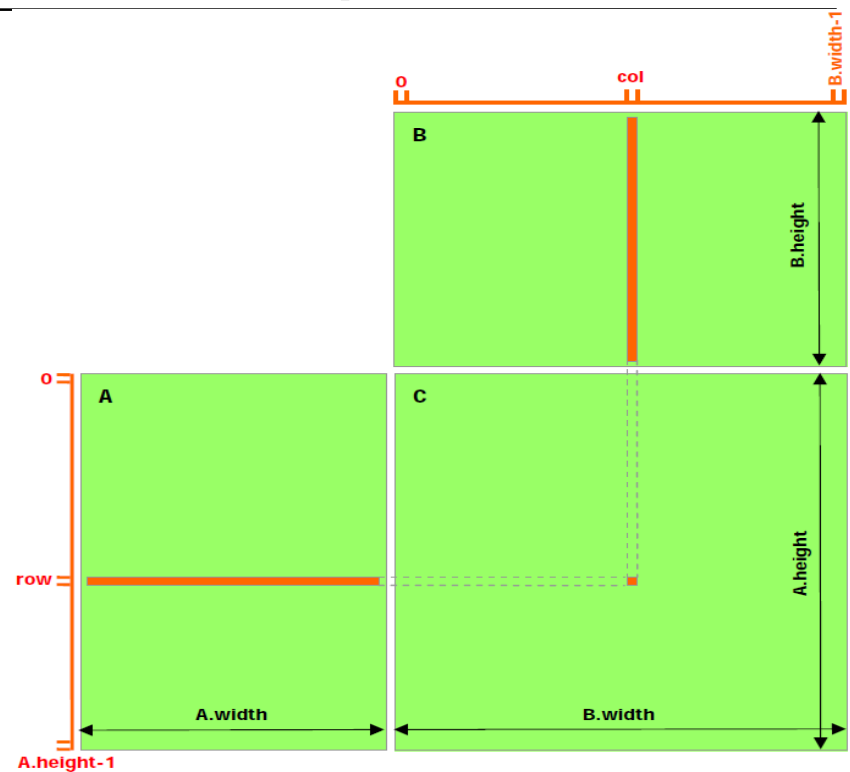 B.width-1
0
col
B
B.height
0
A
C
row
A.height
A.width
B.width
A.height-1